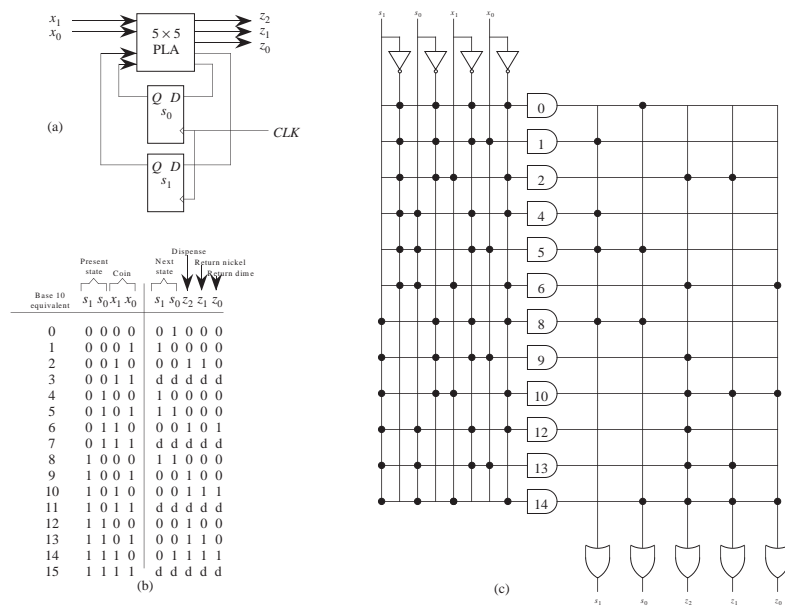 x1
x0
5 × 5
PLA
z2
z1
z0
Q D
s0
CLK
Q D
s1
(a)
Dispense
Return nickel
Return dime
Present
state
Coin
Next
state
Base 10
equivalent
s1 s0 x1 x0 s1 s0 z2 z1 z0
0 0 0 0 0 0 1 0 0 0
1 0 0 0 1 1 0 0 0 0
2 0 0 1 0 0 0 1 1 0
3 0 0 1 1 d d d d d
4 0 1 0 0 1 0 0 0 0
5 0 1 0 1 1 1 0 0 0
6 0 1 1 0 0 0 1 0 1
7 0 1 1 1 d d d d d
8 1 0 0 0 1 1 0 0 0
9 1 0 0 1 0 0 1 0 0
10 1 0 1 0 0 0 1 1 1
11 1 0 1 1 d d d d d
12 1 1 0 0 0 0 1 0 0
13 1 1 0 1 0 0 1 1 0
14 1 1 1 0 0 1 1 1 1
15 1 1 1 1 d d d d d
(b)
s1 s0 x1 x0
0
1
2
4
5
6
8
9
10
12
13
14
s1 s0 z2 z1 z0
(c)